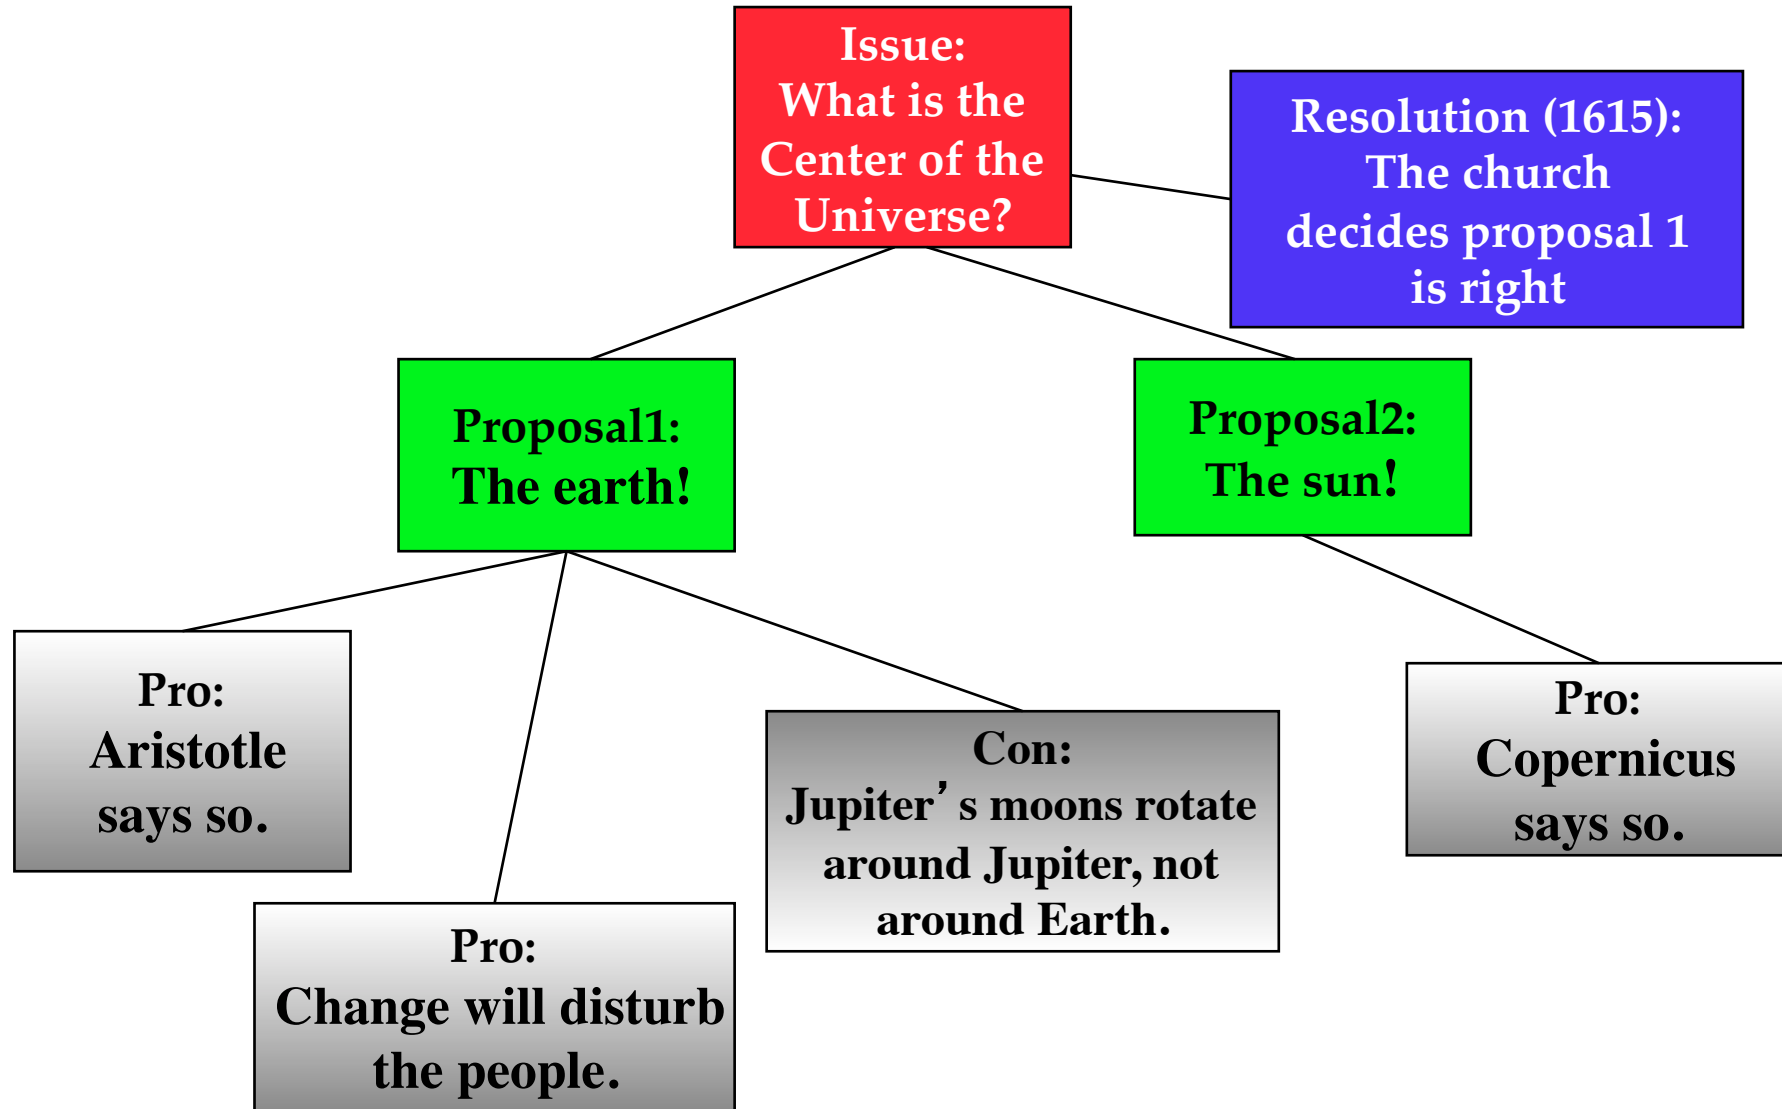 Issue:
What is the
Center of the
Universe?
Resolution (1615):
The church
decides proposal 1
is right
Proposal1:
The earth!
Proposal2:
The sun!
Pro:
Aristotle
says so.
Pro:
Change will disturb
the people.
Con:
Jupiter’s moons rotate
around Jupiter, not
around Earth.
Pro:
Copernicus
says so.